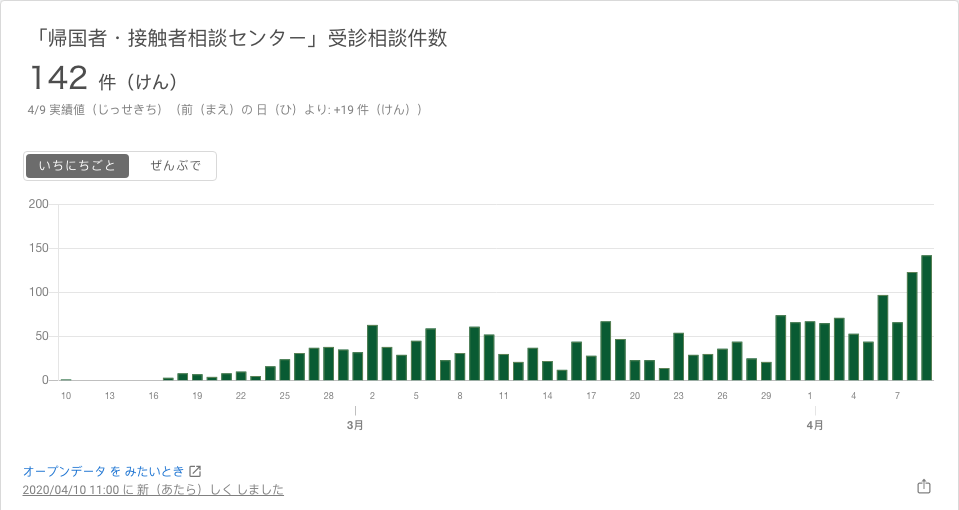 「帰国者・接触者相談センター」受診相談件数
142 件（けん）
4/9 実績値（じっせきち）（前（まえ）の 日（ひ）より: +19 件（けん））
いちにちごと ぜんぶで
200
150
100
50
0
10 13 16 19 22 25 28 2 5 8 11 14 17 20 23 26 29 1 4 7
3月 4月
オープンデータ を みたいとき
2020/04/10 11:00 に 新（あたら）しく しました